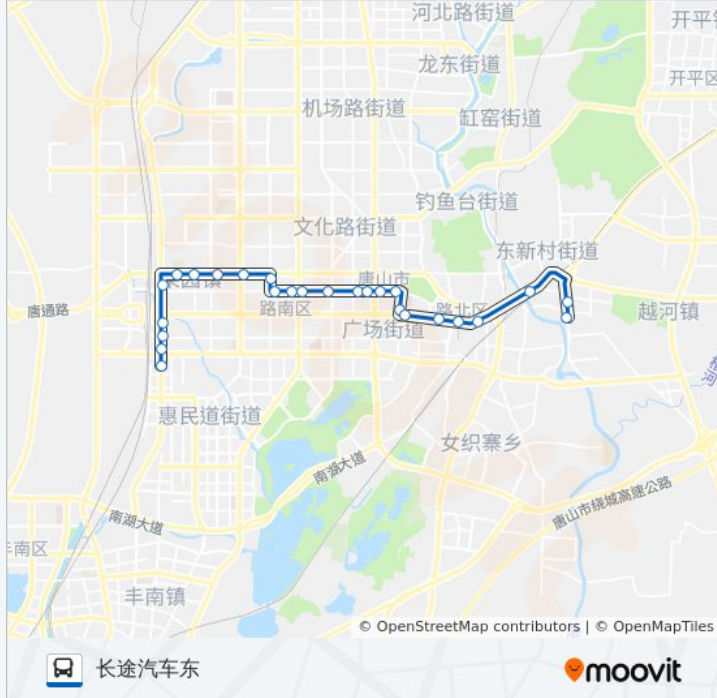 河北路街道
开平
龙东街道
开平区
机场路街道
缸窑街道
钓鱼台街道
文化路街道
东新村街道
唐山市
路南区
路北区
唐通路
越河镇
广场街道
惠民道街道
女织寨乡
南湖大道
唐山市绕城高速公路
南湖大道
丰南区
丰南镇
© OpenStreetMap contributors | © OpenMapTiles
长途汽车东
moovit